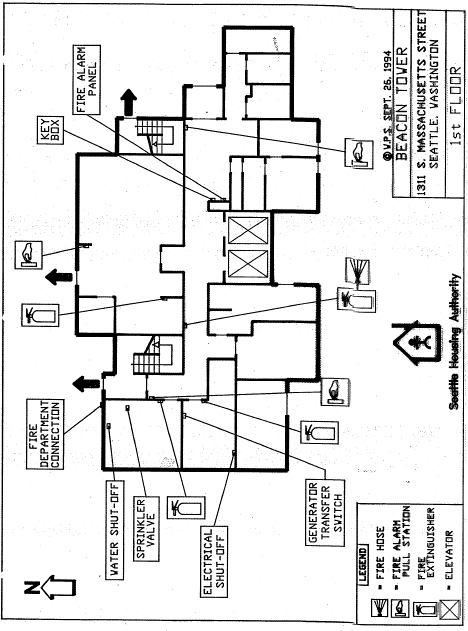 ©W.P.S. SEPT. 26, 1994
BEACON TOWER
1311 S. MASSACHUSETTS STREET
SEATTLE, WASHINGTON
1st FLOOR
FIRE ALARM
PANEL
KEY
BOX
FIRE
DEPARTMENT
CONNECTION
WATER SHUT-OFF
SPRINKLER
VALVE
ELECTRICAL
SHUT-OFF
GENERATOR
TRANSFER
SWITCH
Seattle Housing Authority
N
LEGEND
= FIRE HOSE
= FIRE ALARM
PULL STATION
= FIRE
EXTINGUISHER
= ELEVATOR